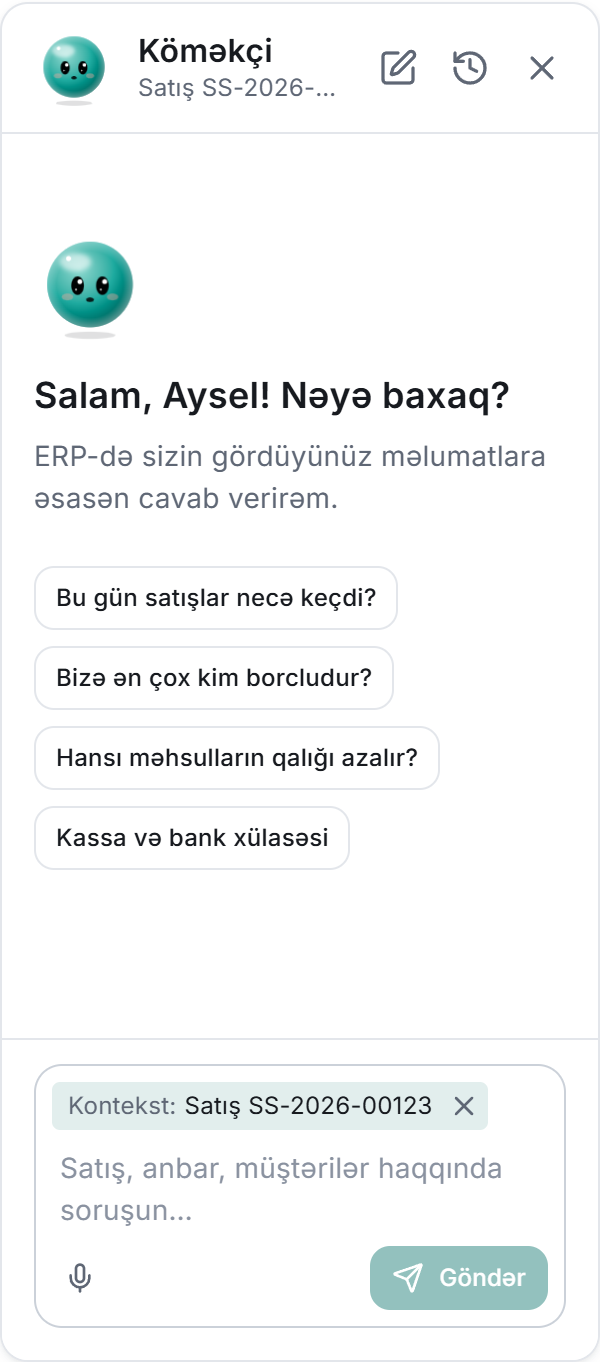 Köməkçi
Satış SS-2026-...
Salam, Aysel! Nəyə baxaq?
ERP-də sizin gördüyünüz məlumatlara
əsasən cavab verirəm.
Bu gün satışlar necə keçdi?
Bizə ən çox kim borcludur?
Hansı məhsulların qalığı azalır?
Kassa və bank xülasəsi
Kontekst: Satış SS-2026-00123
Satış, anbar, müştərilər haqqında
soruşun...
Göndər